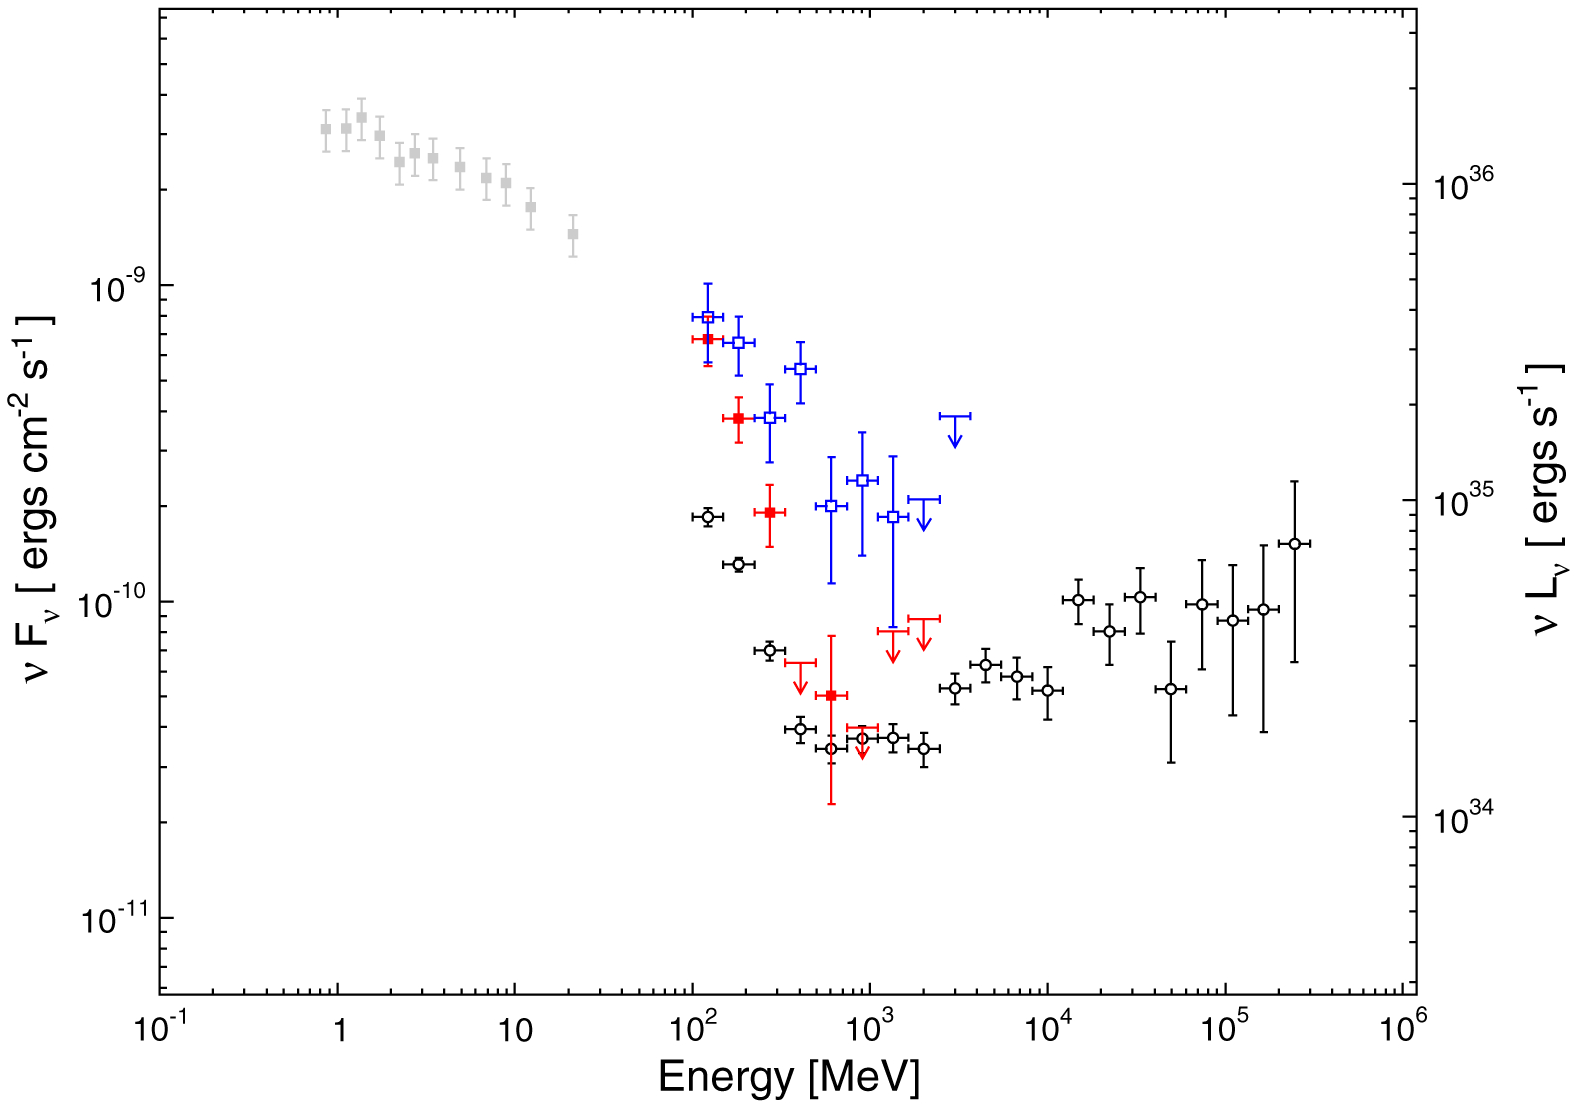 10^36
10^-9
10^35
10^-10
10^34
10^-11
ν F_ν [ ergs cm^-2 s^-1 ]
ν L_ν [ ergs s^-1 ]
10^-1 1 10 10^2 10^3 10^4 10^5 10^6
Energy [MeV]